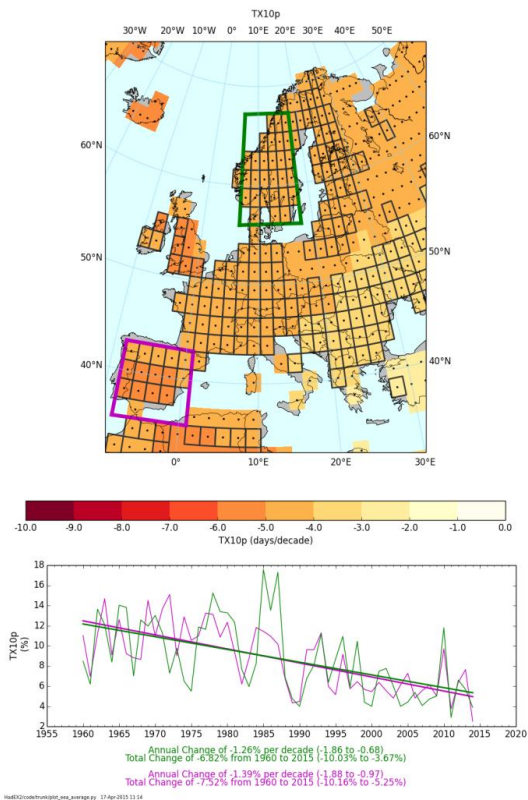 TX10p
30°W 20°W 10°W 0° 10°E 20°E 30°E 40°E 50°E
60°N 60°N
50°N 50°N
40°N 40°N
0° 10°E 20°E 30°E
-10.0 -9.0 -8.0 -7.0 -6.0 -5.0 -4.0 -3.0 -2.0 -1.0 0.0
TX10p (days/decade)
18
16
14
12
10
8
6
4
2
TX10p
(%)
1955 1960 1965 1970 1975 1980 1985 1990 1995 2000 2005 2010 2015 2020
Annual Change of -1.26% per decade (-1.86 to -0.68)
Total Change of -6.82% from 1960 to 2015 (-10.03% to -3.67%)
Annual Change of -1.39% per decade (-1.88 to -0.97)
Total Change of -7.52% from 1960 to 2015 (-10.16% to -5.25%)
HadEX2/code/trunk/plot_aea_average.py 17-Apr-2015 11:14